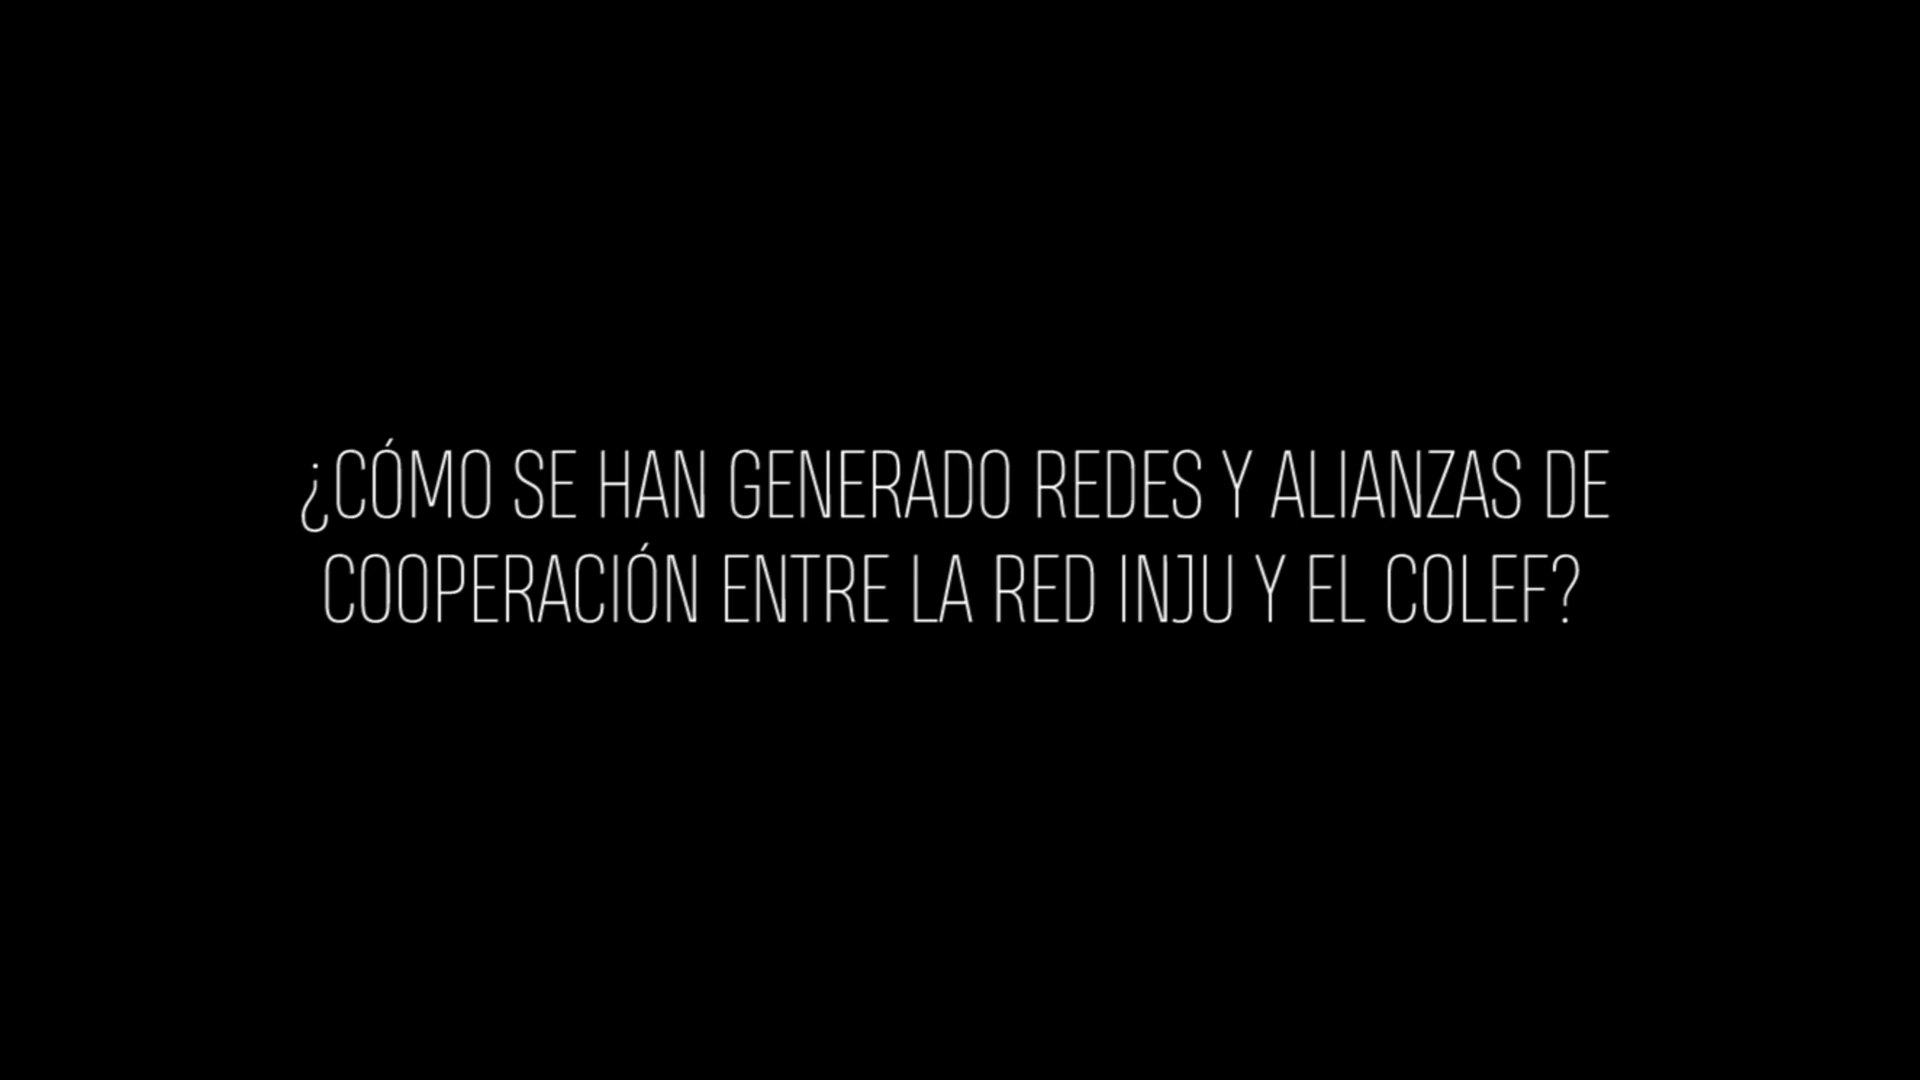 ¿CÓMO SE HAN GENERADO REDES Y ALIANZAS DE
COOPERACIÓN ENTRE LA RED INJU Y EL COLEF?